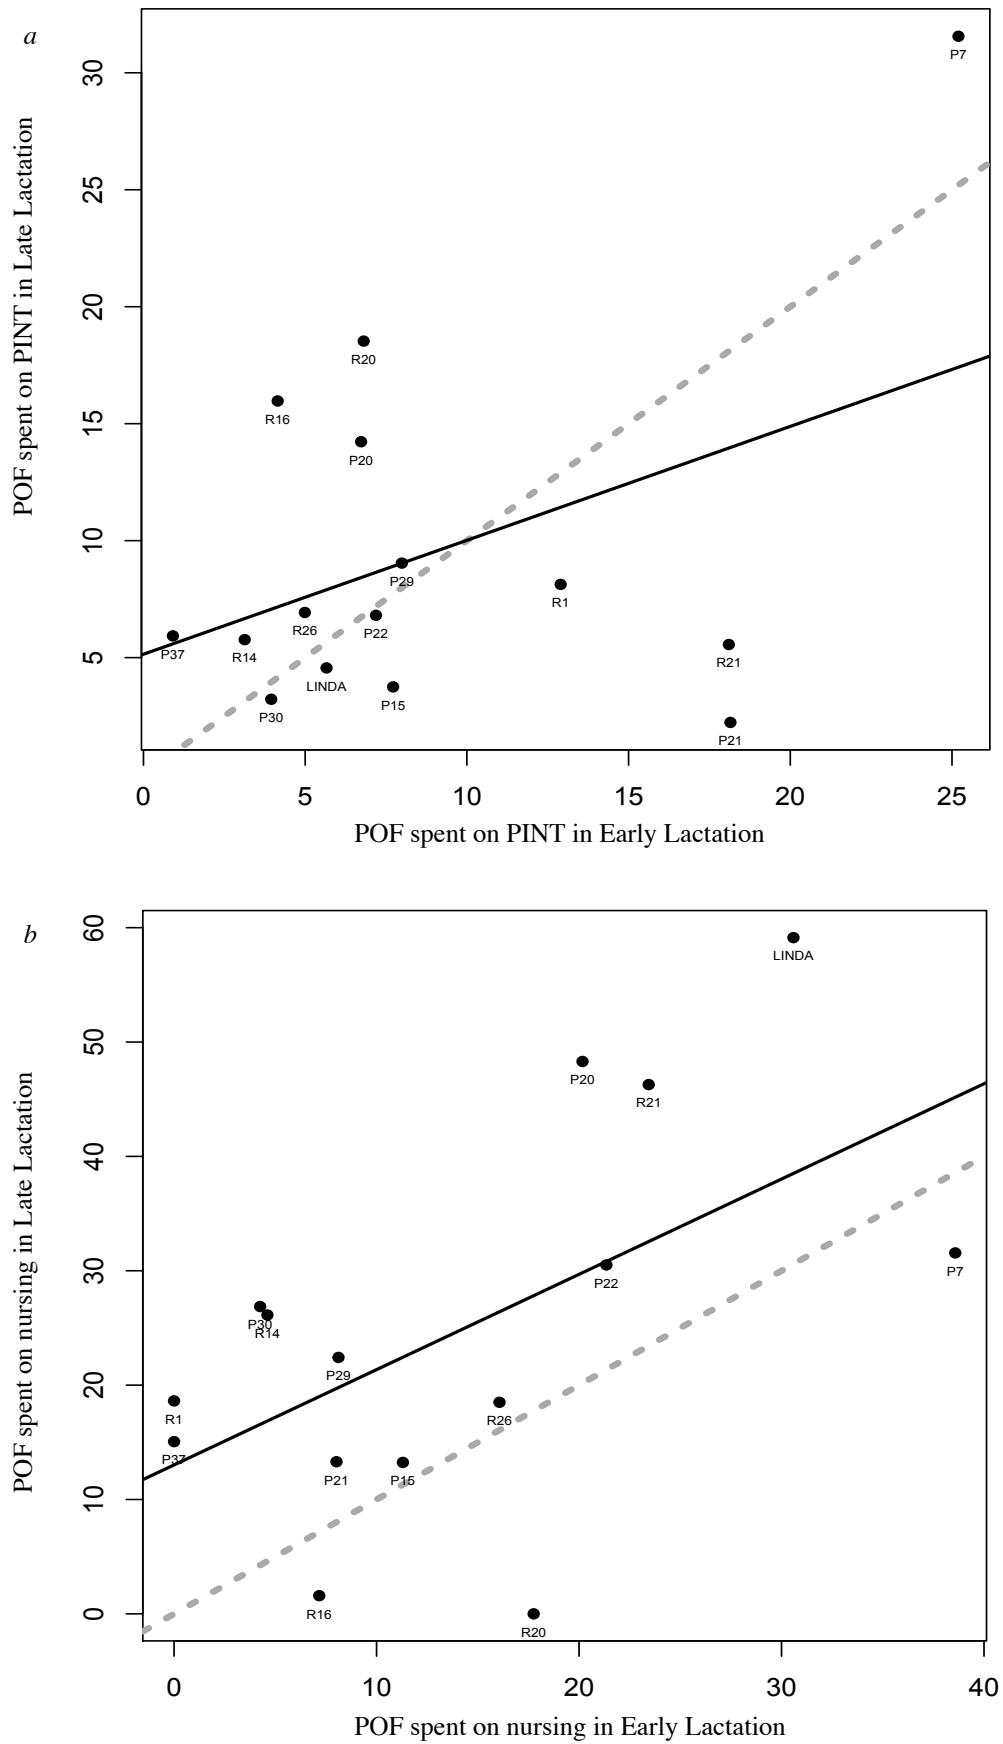 a
POF spent on PINT in Late Lactation
30
25
20
15
10
5
P7
R20
R16
P20
P29
R1
R26
P22
P37
R14
R21
LINDA
P15
P30
P21
0 5 10 15 20 25
POF spent on PINT in Early Lactation
b
POF spent on nursing in Late Lactation
60
50
40
30
20
10
0
LINDA
P20
R21
P7
P22
P30
R14
P29
R1
R26
P37
P21 P15
R16
R20
0 10 20 30 40
POF spent on nursing in Early Lactation